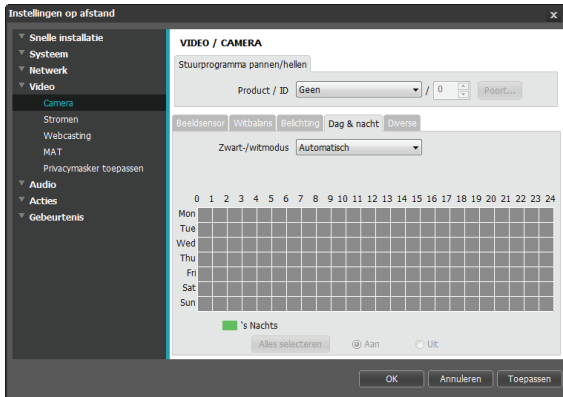 Instellingen op afstand x
Snelle installatie
Systeem
Netwerk
Video
Camera
Stromen
Webcasting
MAT
Privacymasker toepassen
Audio
Acties
Gebeurtenis
VIDEO / CAMERA
Stuurprogramma pannen/hellen
Product / ID Geen / 0 Poort...
Beeldsensor Witbalans Belichting Dag & nacht Diverse
Zwart-/witmodus Automatisch
0 1 2 3 4 5 6 7 8 9 10 11 12 13 14 15 16 17 18 19 20 21 22 23 24
Mon
Tue
Wed
Thu
Fri
Sat
Sun
's Nachts
Alles selecteren Aan Uit
OK Annuleren Toepassen